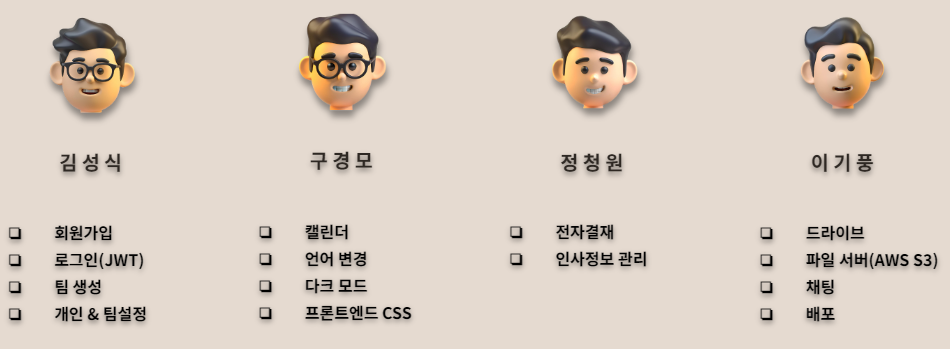 김성식
❏ 회원가입
❏ 로그인(JWT)
❏ 팀 생성
❏ 개인 & 팀설정
구경모
❏ 캘린더
❏ 언어 변경
❏ 다크 모드
❏ 프론트엔드 CSS
정청원
❏ 전자결재
❏ 인사정보 관리
이기풍
❏ 드라이브
❏ 파일 서버(AWS S3)
❏ 채팅
❏ 배포